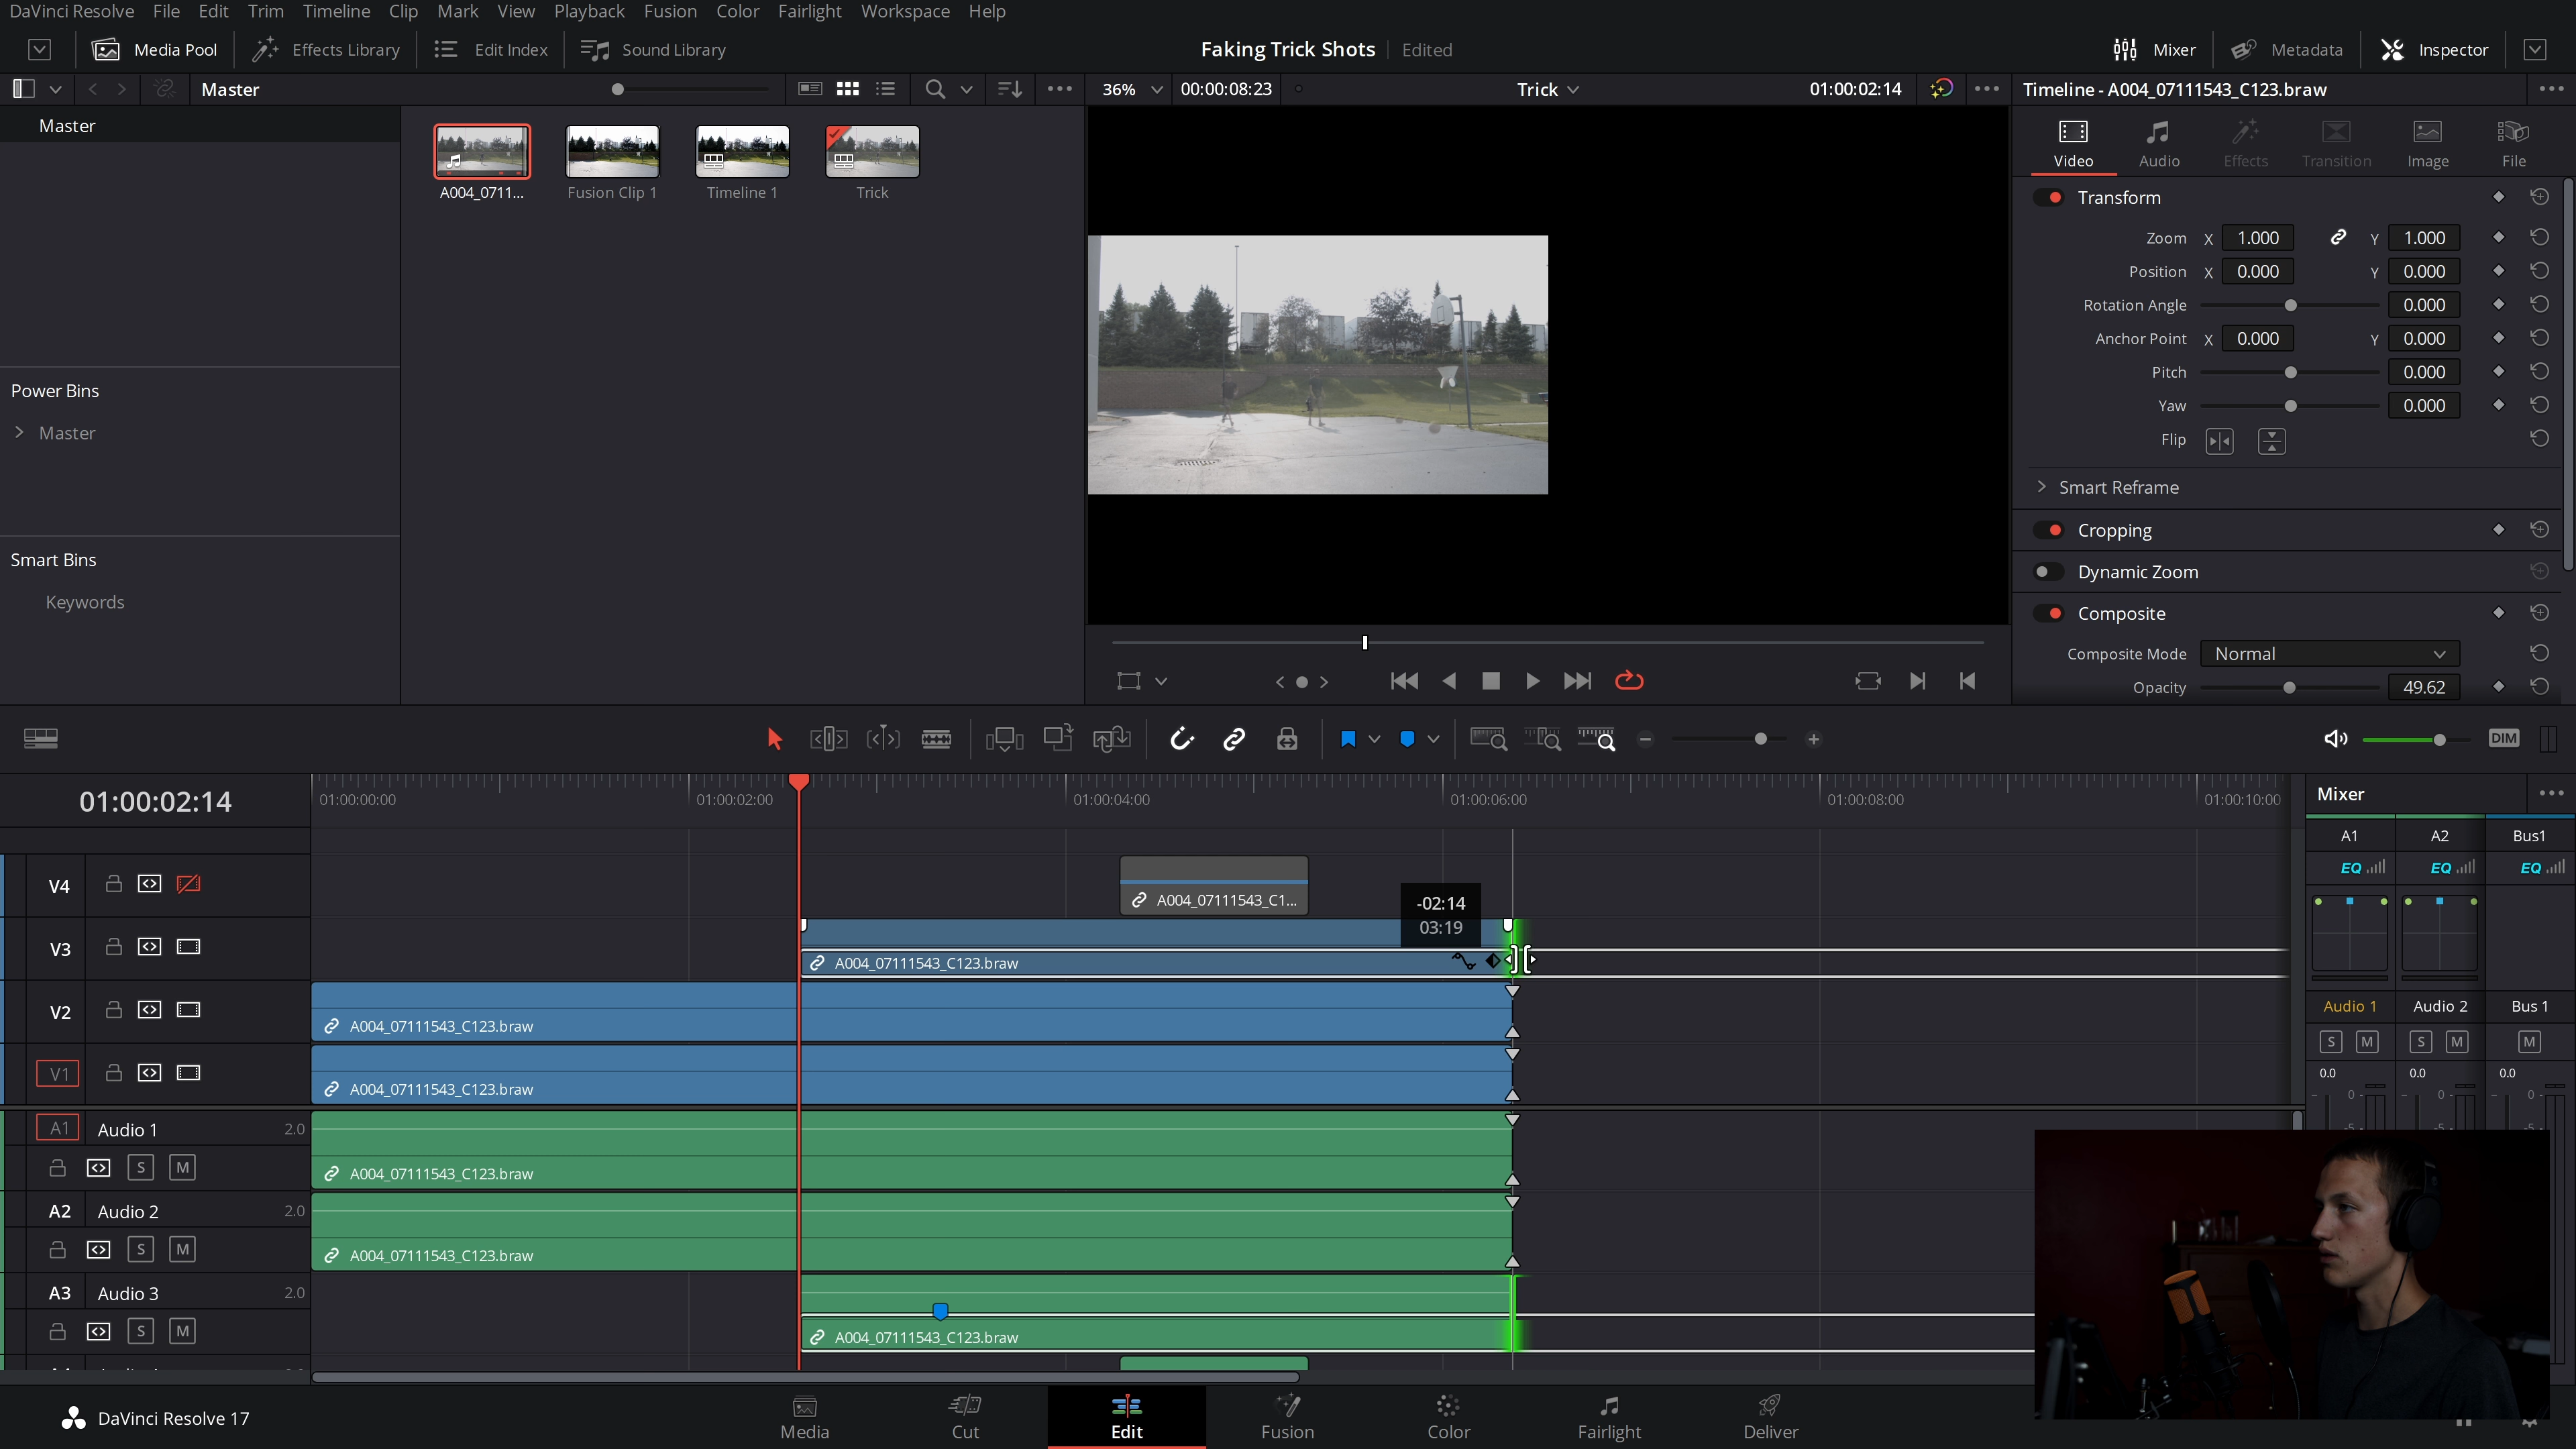 DaVinci Resolve File Edit Trim Timeline Clip Mark View Playback Fusion Color Fairlight Workspace Help
Media Pool Effects Library Edit Index Sound Library Faking Trick Shots Edited Mixer Metadata Inspector
Master 36% 00:00:08:23 Trick 01:00:02:14 Timeline - A004_07111543_C123.braw
Master
Power Bins
Master
Smart Bins
Keywords
A004_0711... Fusion Clip 1 Timeline 1 Trick
Video Audio Effects Transition Image File
Transform
Zoom X 1.000 Y 1.000
Position X 0.000 Y 0.000
Rotation Angle 0.000
Anchor Point X 0.000 Y 0.000
Pitch 0.000
Yaw 0.000
Flip
Smart Reframe
Cropping
Dynamic Zoom
Composite
Composite Mode Normal
Opacity 49.62
DIM
01:00:02:14 01:00:00:00 01:00:02:00 01:00:04:00 01:00:06:00 01:00:08:00 01:00:10:00
V4 A004_07111543_C1...
-02:14
03:19
V3 A004_07111543_C123.braw
V2 A004_07111543_C123.braw
V1 A004_07111543_C123.braw
A1 Audio 1 2.0
S M A004_07111543_C123.braw
A2 Audio 2 2.0
S M A004_07111543_C123.braw
A3 Audio 3 2.0
S M A004_07111543_C123.braw
Mixer
A1 A2 Bus1
EQ EQ EQ
Audio 1 Audio 2 Bus 1
S M S M M
0.0 0.0 0.0
0 0 0
-5 -5 -5
DaVinci Resolve 17 Media Cut Edit Fusion Color Fairlight Deliver